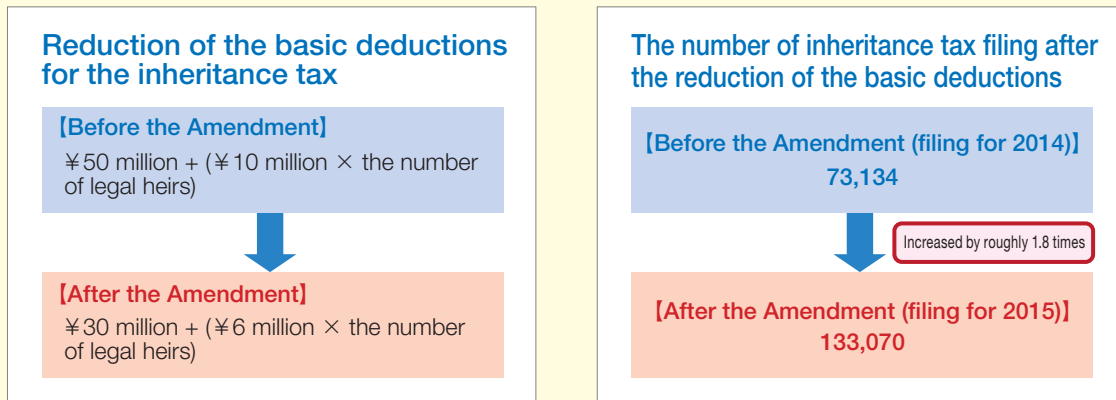 Reduction of the basic deductions
for the inheritance tax
【Before the Amendment】
¥50 million + (¥10 million × the number
of legal heirs)
【After the Amendment】
¥30 million + (¥6 million × the number
of legal heirs)
The number of inheritance tax filing after
the reduction of the basic deductions
【Before the Amendment (filing for 2014)】
73,134
Increased by roughly 1.8 times
【After the Amendment (filing for 2015)】
133,070